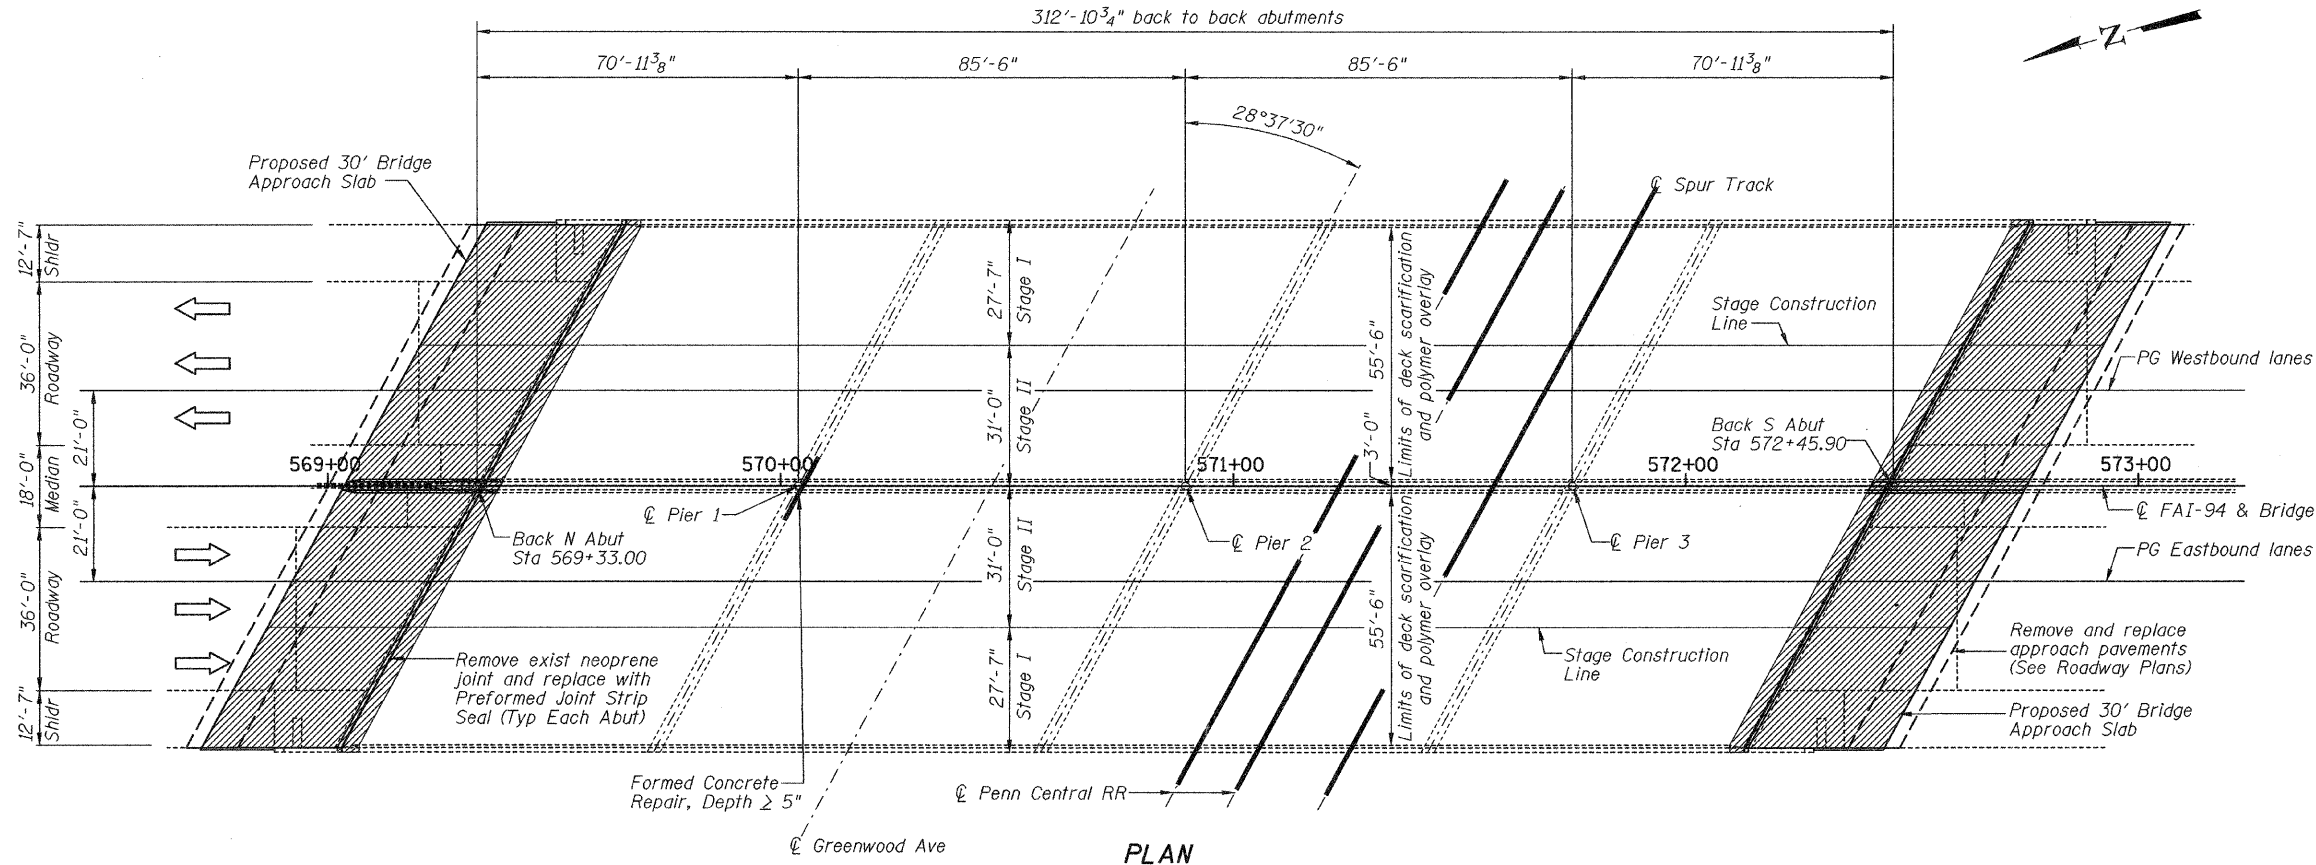 312'-10 3/4" back to back abutments
70'-11 3/8"
85'-6"
85'-6"
70'-11 3/8"
Z
28°37'30"
Proposed 30' Bridge
Approach Slab
℄ Spur Track
12'-7"
Shldr
36'-0"
Roadway
18'-0"
Median
36'-0"
Roadway
12'-7"
Shldr
21'-0"
21'-0"
27'-7"
Stage I
31'-0"
Stage II
31'-0"
Stage II
27'-7"
Stage I
55'-6"
3'-0"
55'-6"
Limits of deck scarification
and polymer overlay
Limits of deck scarification
and polymer overlay
Stage Construction
Line
PG Westbound lanes
Back S Abut
Sta 572+45.90
569+00
570+00
571+00
572+00
573+00
℄ Pier 1
Back N Abut
Sta 569+33.00
℄ Pier 2
℄ Pier 3
℄ FAI-94 & Bridge
PG Eastbound lanes
Remove exist neoprene
joint and replace with
Preformed Joint Strip
Seal (Typ Each Abut)
Stage Construction
Line
Remove and replace
approach pavements
(See Roadway Plans)
Proposed 30' Bridge
Approach Slab
Formed Concrete
Repair, Depth ≥ 5"
℄ Penn Central RR
℄ Greenwood Ave
PLAN